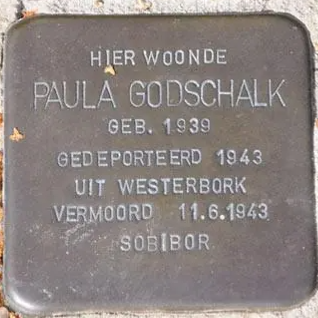 HIER WOONDE
PAULA GODSCHALK
GEB. 1939
GEDEPORTEERD 1943
UIT WESTERBORK
VERMOORD 11.6.1943
SOBIBOR